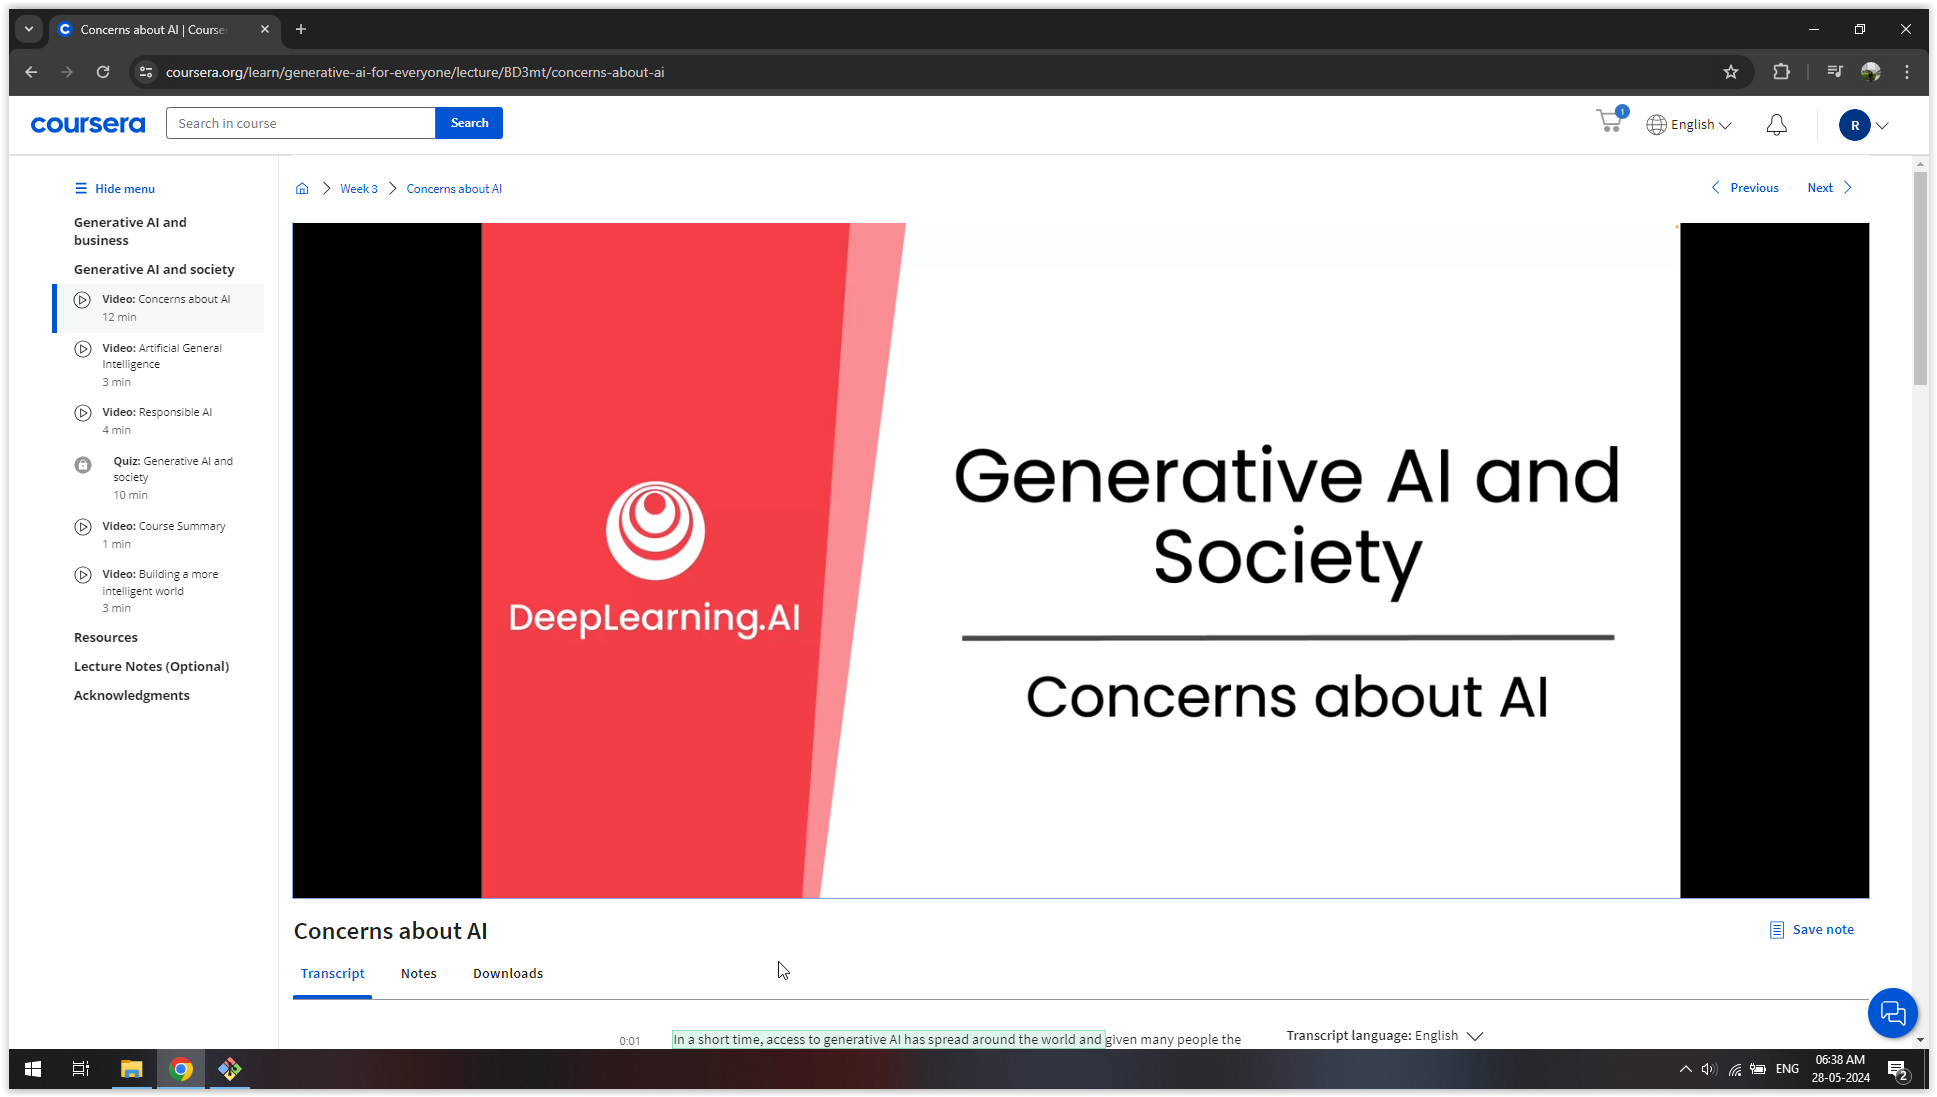 Concerns about AI | Course
coursera.org/learn/generative-ai-for-everyone/lecture/BD3mt/concerns-about-ai
coursera
Search in course
Search
1
English
R
Hide menu
Generative AI and
business
Generative AI and society
Video: Concerns about AI
12 min
Video: Artificial General
Intelligence
3 min
Video: Responsible AI
4 min
Quiz: Generative AI and
society
10 min
Video: Course Summary
1 min
Video: Building a more
intelligent world
3 min
Resources
Lecture Notes (Optional)
Acknowledgments
Week 3
Concerns about AI
Previous
Next
DeepLearning.AI
Generative AI and
Society
Concerns about AI
Concerns about AI
Save note
Transcript
Notes
Downloads
0:01
In a short time, access to generative AI has spread around the world and given many people the
Transcript language: English
ENG
06:38 AM
28-05-2024
2